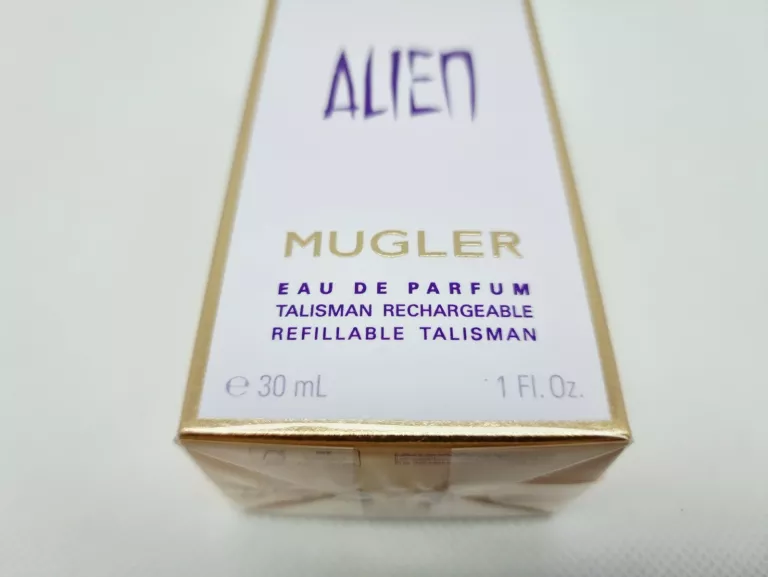 ALIEN
MUGLER
EAU DE PARFUM
TALISMAN RECHARGEABLE
REFILLABLE TALISMAN
℮ 30 mL
1 Fl. Oz.